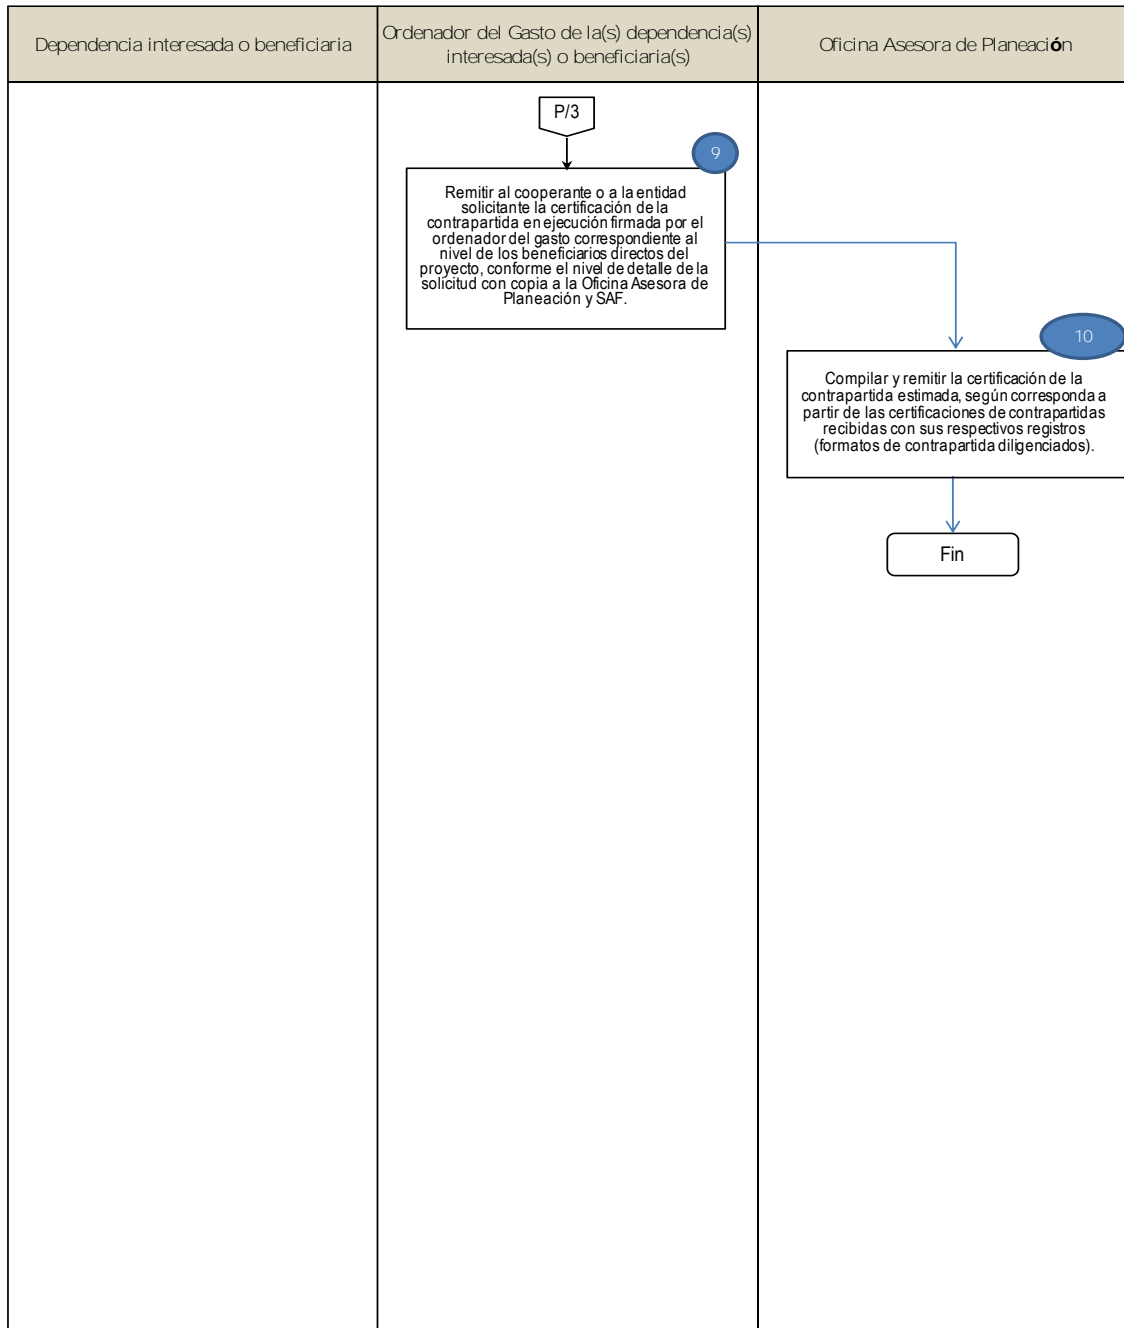 Dependencia interesada o beneficiaria
Ordenador del Gasto de la(s) dependencia(s)
interesada(s) o beneficiaria(s)
Oficina Asesora de Planeación
P/3
9
Remitir al cooperante o a la entidad
solicitante la certificación de la
contrapartida en ejecución firmada por el
ordenador del gasto correspondiente al
nivel de los beneficiarios directos del
proyecto, conforme el nivel de detalle de la
solicitud con copia a la Oficina Asesora de
Planeación y SAF.
10
Compilar y remitir la certificación de la
contrapartida estimada, según corresponda a
partir de las certificaciones de contrapartidas
recibidas con sus respectivos registros
(formatos de contrapartida diligenciados).
Fin